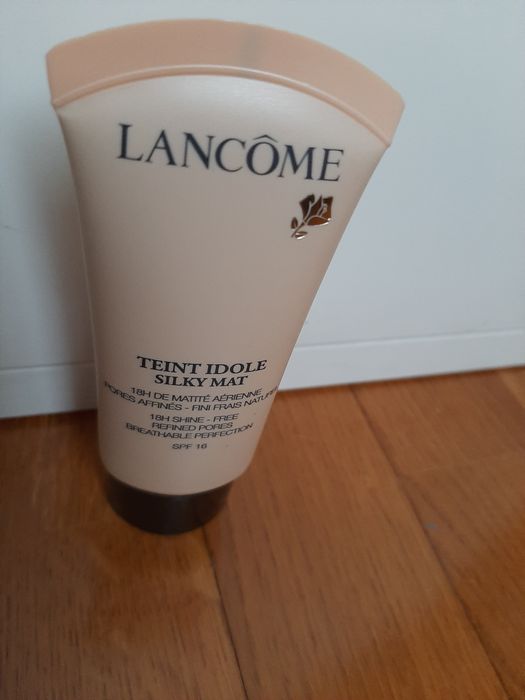 LANCÔME
TEINT IDOLE
SILKY MAT
18H DE MATITÉ AÉRIENNE
PORES AFFINÉS - FINI FRAIS NATUREL
18H SHINE - FREE
REFINED PORES
BREATHABLE PERFECTION
SPF 16